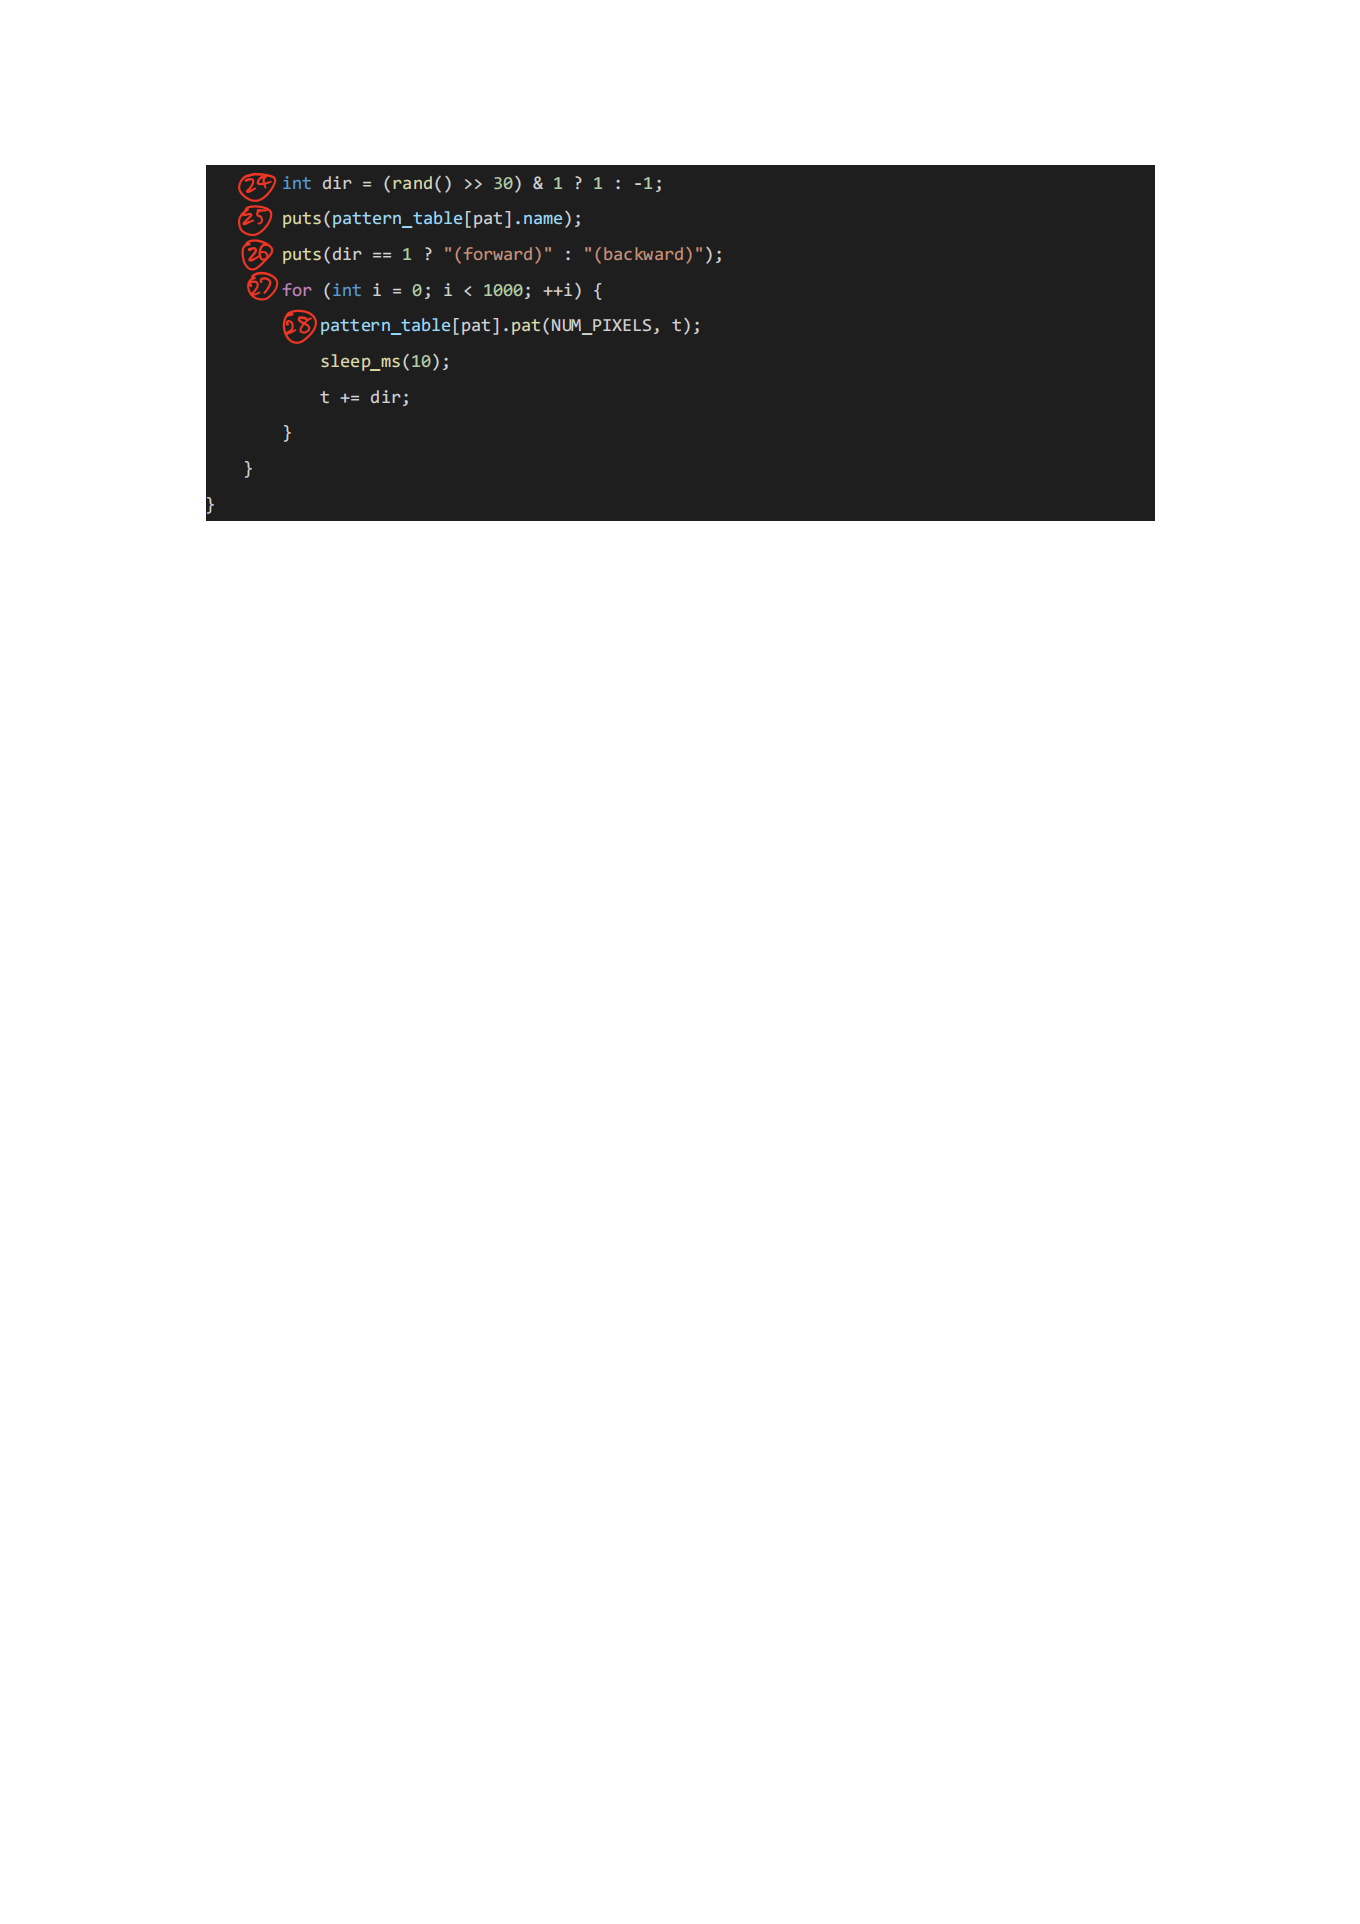 24 int dir = (rand() >> 30) & 1 ? 1 : -1;
25 puts(pattern_table[pat].name);
26 puts(dir == 1 ? "(forward)" : "(backward)");
27 for (int i = 0; i < 1000; ++i) {
28 pattern_table[pat].pat(NUM_PIXELS, t);
sleep_ms(10);
t += dir;
}
}
}